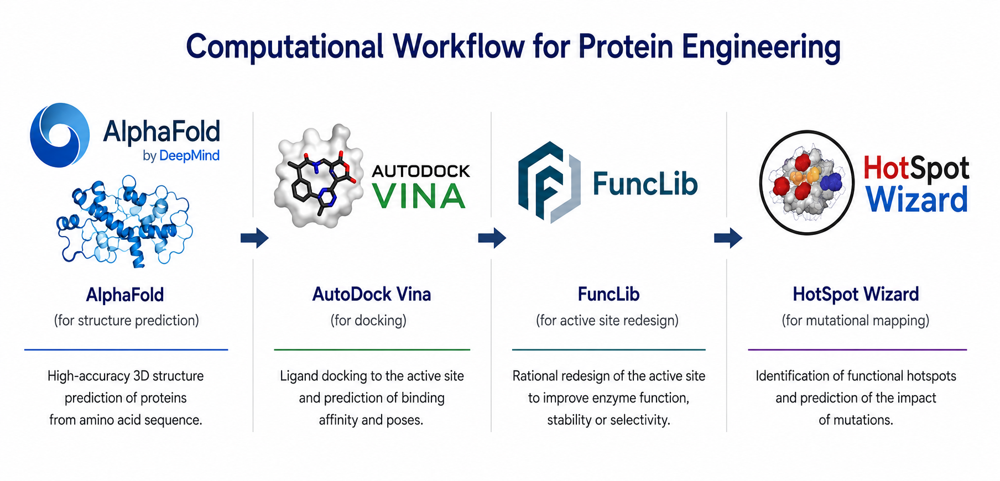 Computational Workflow for Protein Engineering
AlphaFold
by DeepMind
AlphaFold
(for structure prediction)
High-accuracy 3D structure
prediction of proteins
from amino acid sequence.
AUTODOCK
VINA
AutoDock Vina
(for docking)
Ligand docking to the active site
and prediction of binding
affinity and poses.
FuncLib
FuncLib
(for active site redesign)
Rational redesign of the active site
to improve enzyme function,
stability or selectivity.
HotSpot
Wizard
HotSpot Wizard
(for mutational mapping)
Identification of functional hotspots
and prediction of the impact
of mutations.